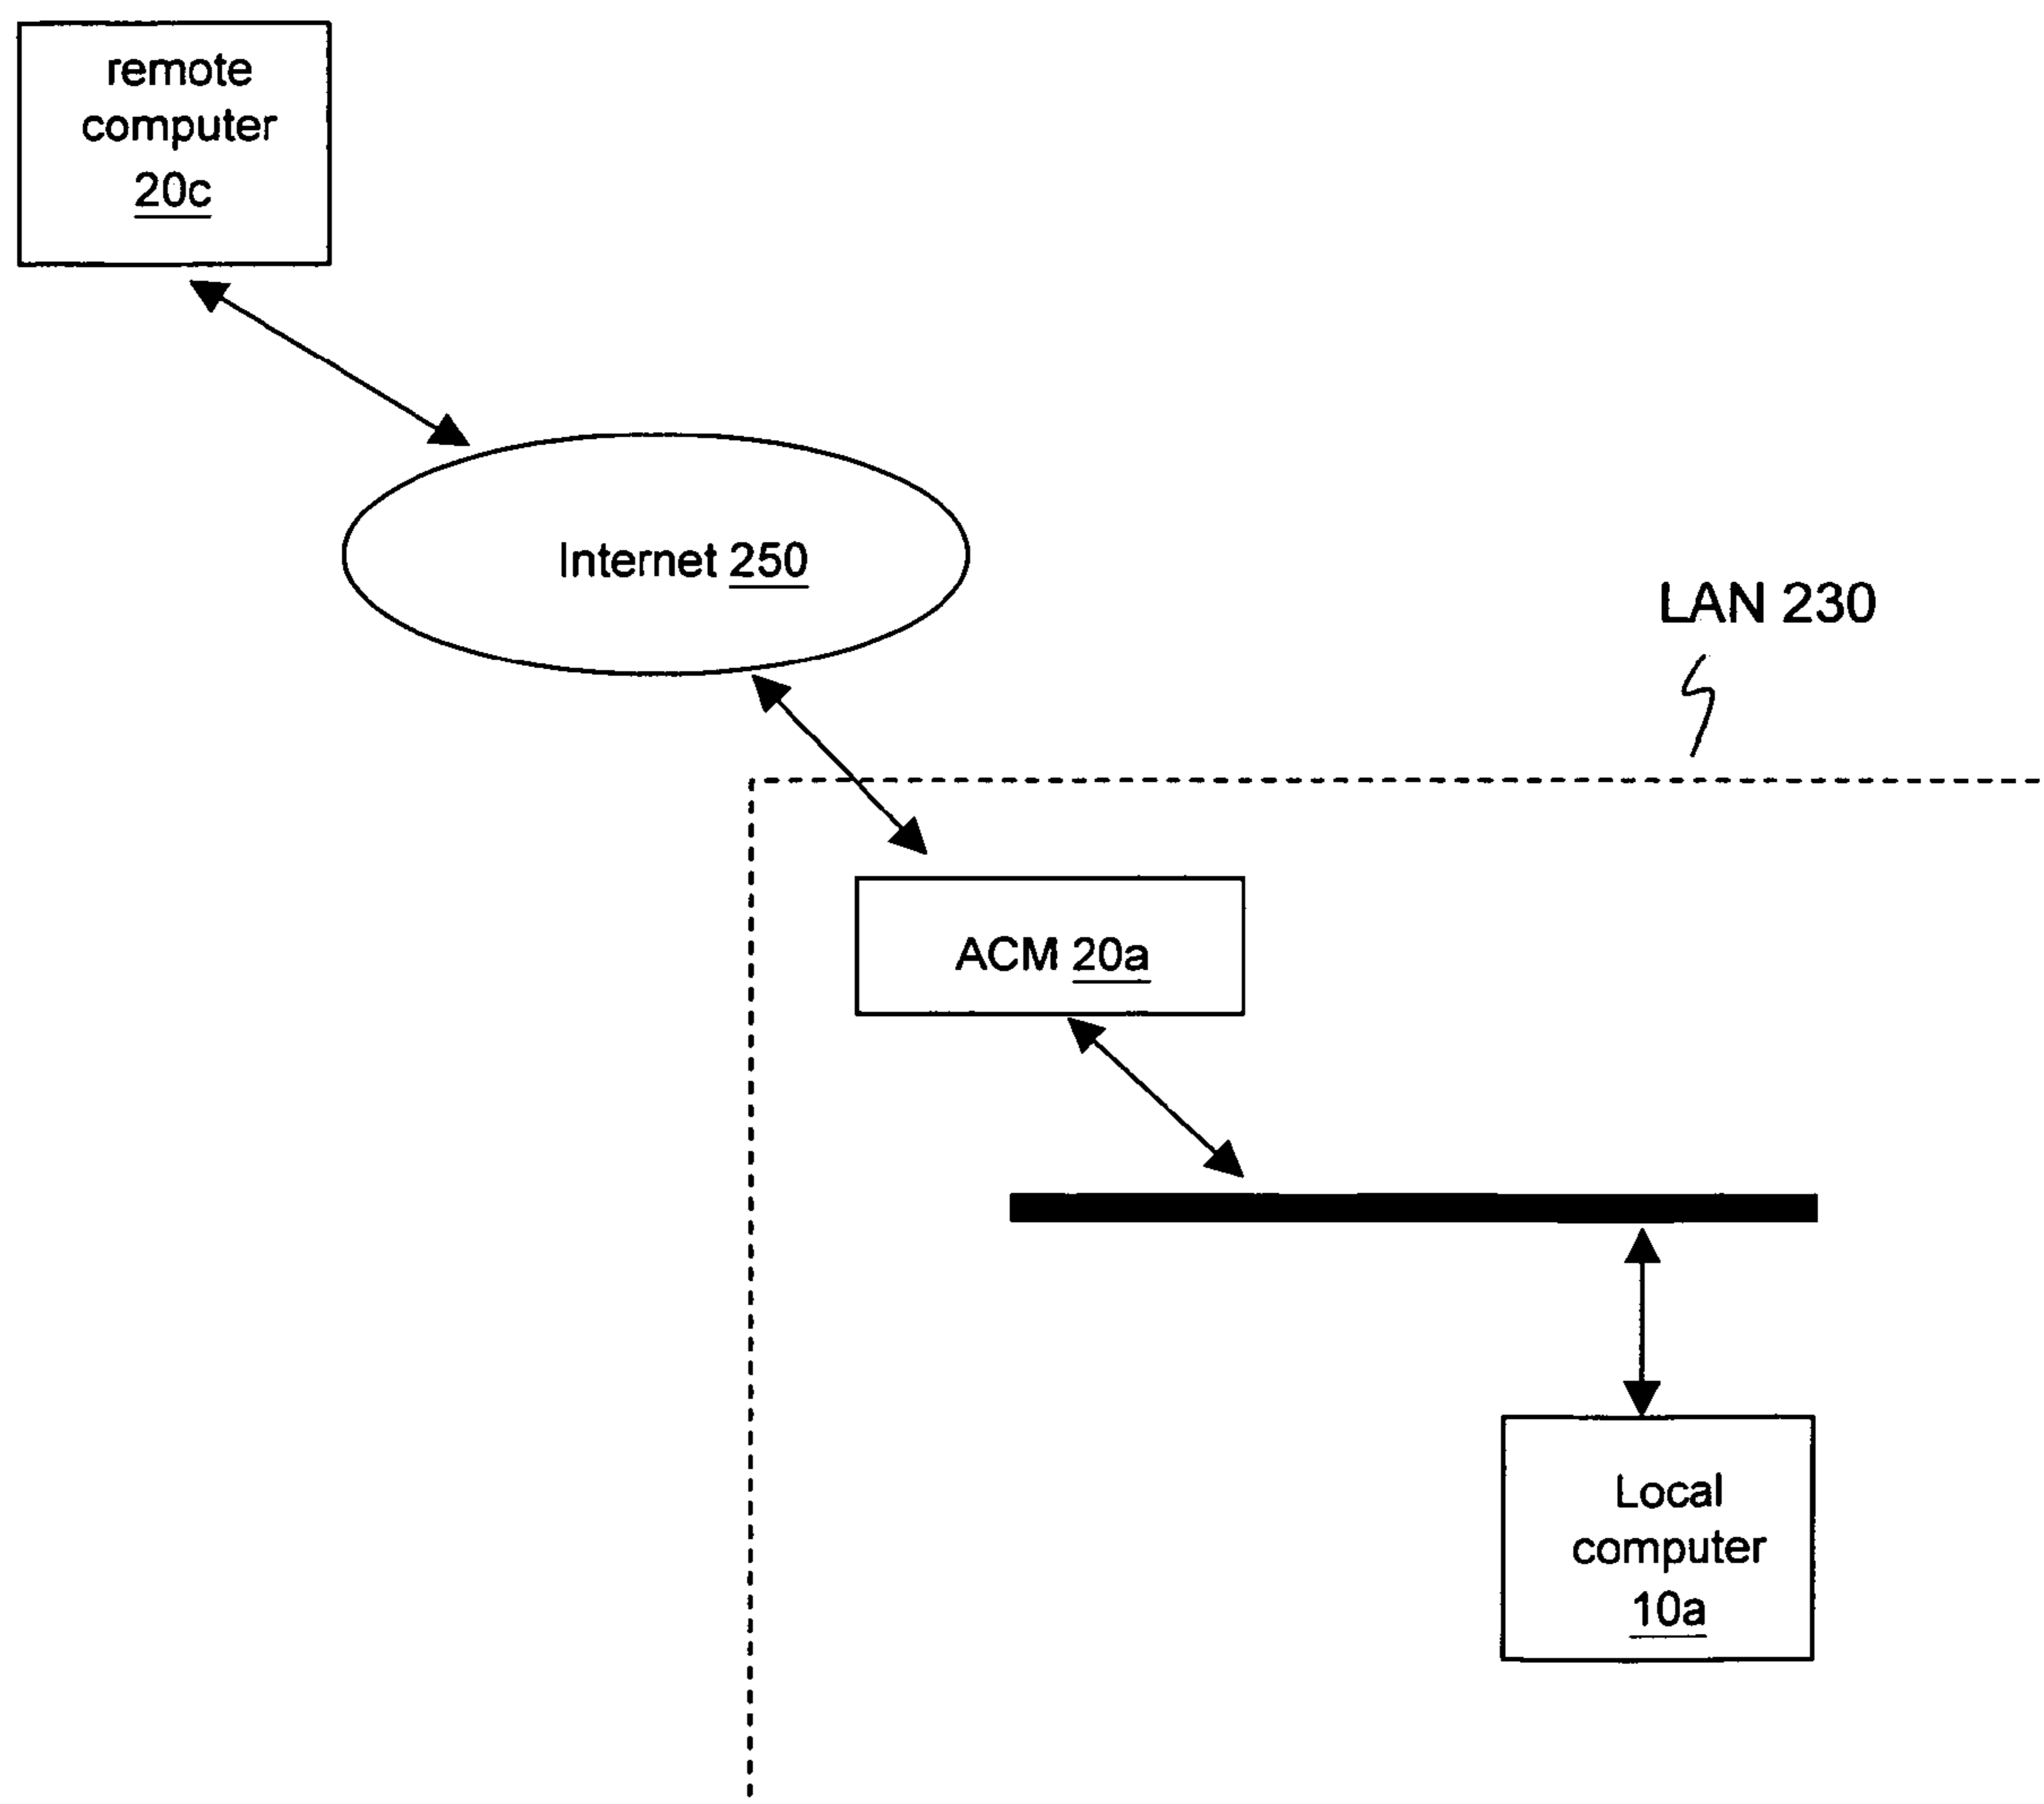 remote
computer
20c
Internet 250
LAN 230
ACM 20a
Local
computer
10a